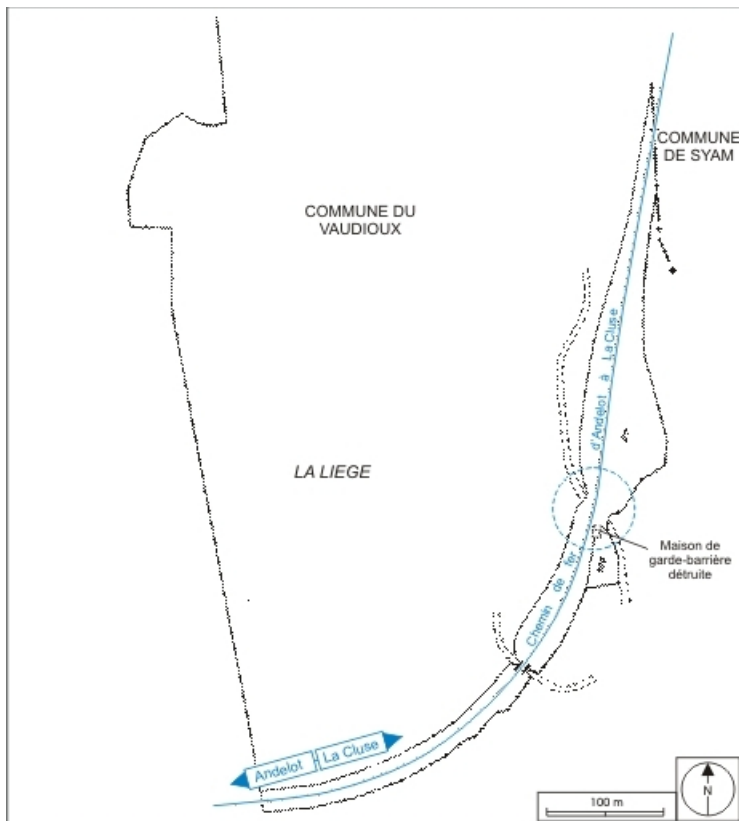 COMMUNE
DE SYAM
COMMUNE DU
VAUDIOUX
d'Andelot à La Cluse
LA LIEGE
Maison de
garde-barrière
détruite
Chemin de fer
Andelot
La Cluse
100 m
N